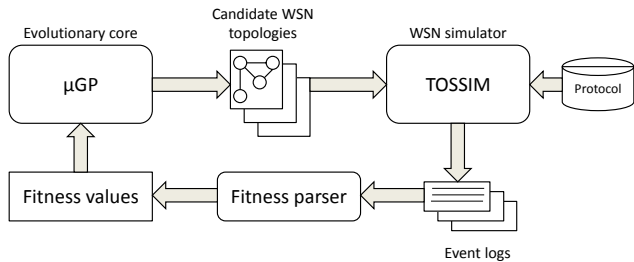 Evolutionary core
Candidate WSN
topologies
WSN simulator
µGP
TOSSIM
Protocol
Fitness values
Fitness parser
Event logs